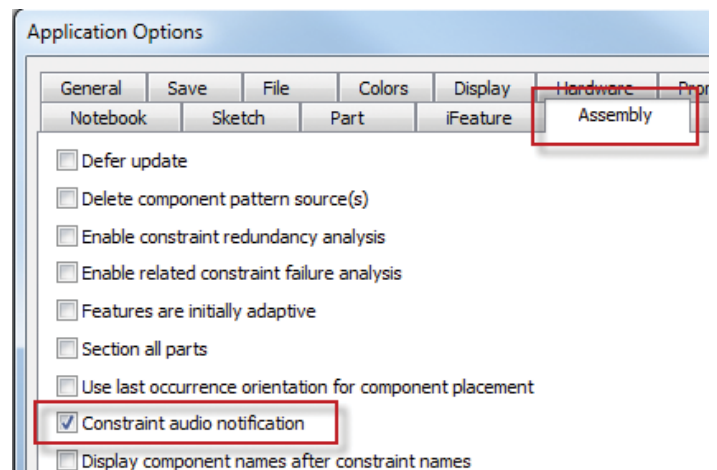 Application Options
General Save File Colors Display Hardware
Notebook Sketch Part iFeature Assembly
Defer update
Delete component pattern source(s)
Enable constraint redundancy analysis
Enable related constraint failure analysis
Features are initially adaptive
Section all parts
Use last occurrence orientation for component placement
Constraint audio notification
Display component names after constraint names